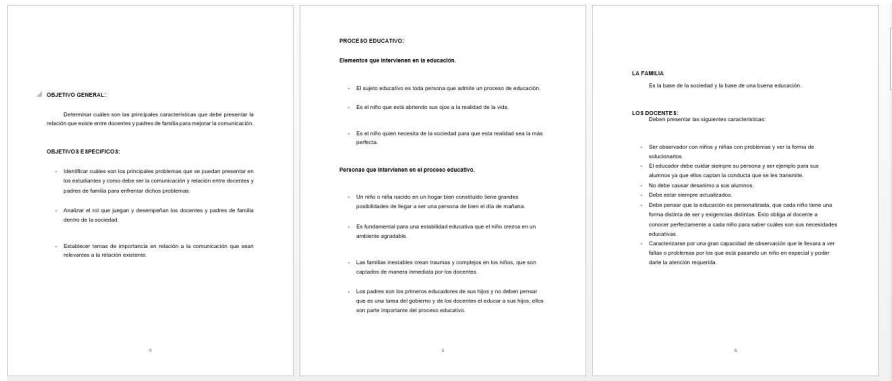 OBJETIVO GENERAL:
Determinar cuáles son las principales características que debe presentar la
relación que existe entre docentes y padres de familia para mejorar la comunicación.
OBJETIVOS ESPECIFICOS:
- Identificar cuáles son los principales problemas que se puedan presentar en
los estudiantes y como debe ser la comunicación y relación entre docentes y
padres de familia para enfrentar dichos problemas.
- Analizar el rol que juegan y desempeñan los docentes y padres de familia
dentro de la sociedad.
- Establecer temas de importancia en relación a la comunicación que sean
relevantes a la relación existente.
PROCESO EDUCATIVO:
Elementos que intervienen en la educación.
- El sujeto educativo es toda persona que admite un proceso de educación.
- Es el niño que está abriendo sus ojos a la realidad de la vida.
- Es el niño quien necesita de la sociedad para que esta realidad sea la más
perfecta.
Personas que intervienen en el proceso educativo.
- Un niño o niña nacido en un hogar bien constituido tiene grandes
posibilidades de llegar a ser una persona de bien el día de mañana.
- Es fundamental para una estabilidad educativa que el niño crezca en un
ambiente agradable.
- Las familias inestables crean traumas y complejos en los niños, que son
captados de manera inmediata por los docentes.
- Los padres son los primeros educadores de sus hijos y no deben pensar
que es una tarea del gobierno y de los docentes el educar a sus hijos, ellos
son parte importante del proceso educativo.
5
LA FAMILIA
Es la base de la sociedad y la base de una buena educación.
LOS DOCENTES:
Deben presentar las siguientes características:
- Ser observador con niños y niñas con problemas y ver la forma de
solucionarlos.
- El educador debe cuidar siempre su persona y ser ejemplo para sus
alumnos ya que ellos captan la conducta que se les transmite.
- No debe causar desanimo a sus alumnos.
- Debe estar siempre actualizados.
- Debe pensar que la educación es personalizada, que cada niño tiene una
forma distinta de ser y exigencias distintas. Esto obliga al docente a
conocer perfectamente a cada niño para saber cuáles son sus necesidades
educativas.
- Caracterizarse por una gran capacidad de observación que le llevara a ver
fallas o problemas por los que está pasando un niño en especial y poder
darle la atención requerida.